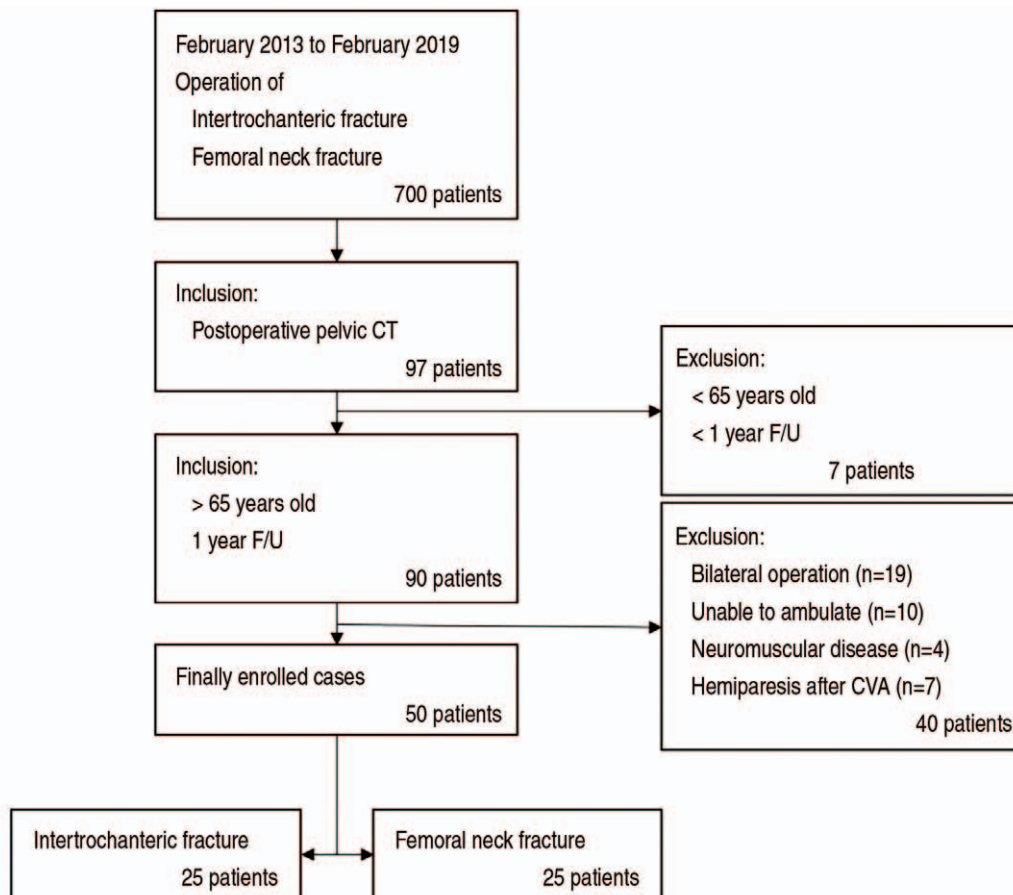 February 2013 to February 2019
Operation of
Intertrochanteric fracture
Femoral neck fracture
700 patients
Inclusion:
Postoperative pelvic CT
97 patients
Exclusion:
< 65 years old
< 1 year F/U
7 patients
Inclusion:
> 65 years old
1 year F/U
90 patients
Exclusion:
Bilateral operation (n=19)
Unable to ambulate (n=10)
Neuromuscular disease (n=4)
Hemiparesis after CVA (n=7)
40 patients
Finally enrolled cases
50 patients
Intertrochanteric fracture
25 patients
Femoral neck fracture
25 patients